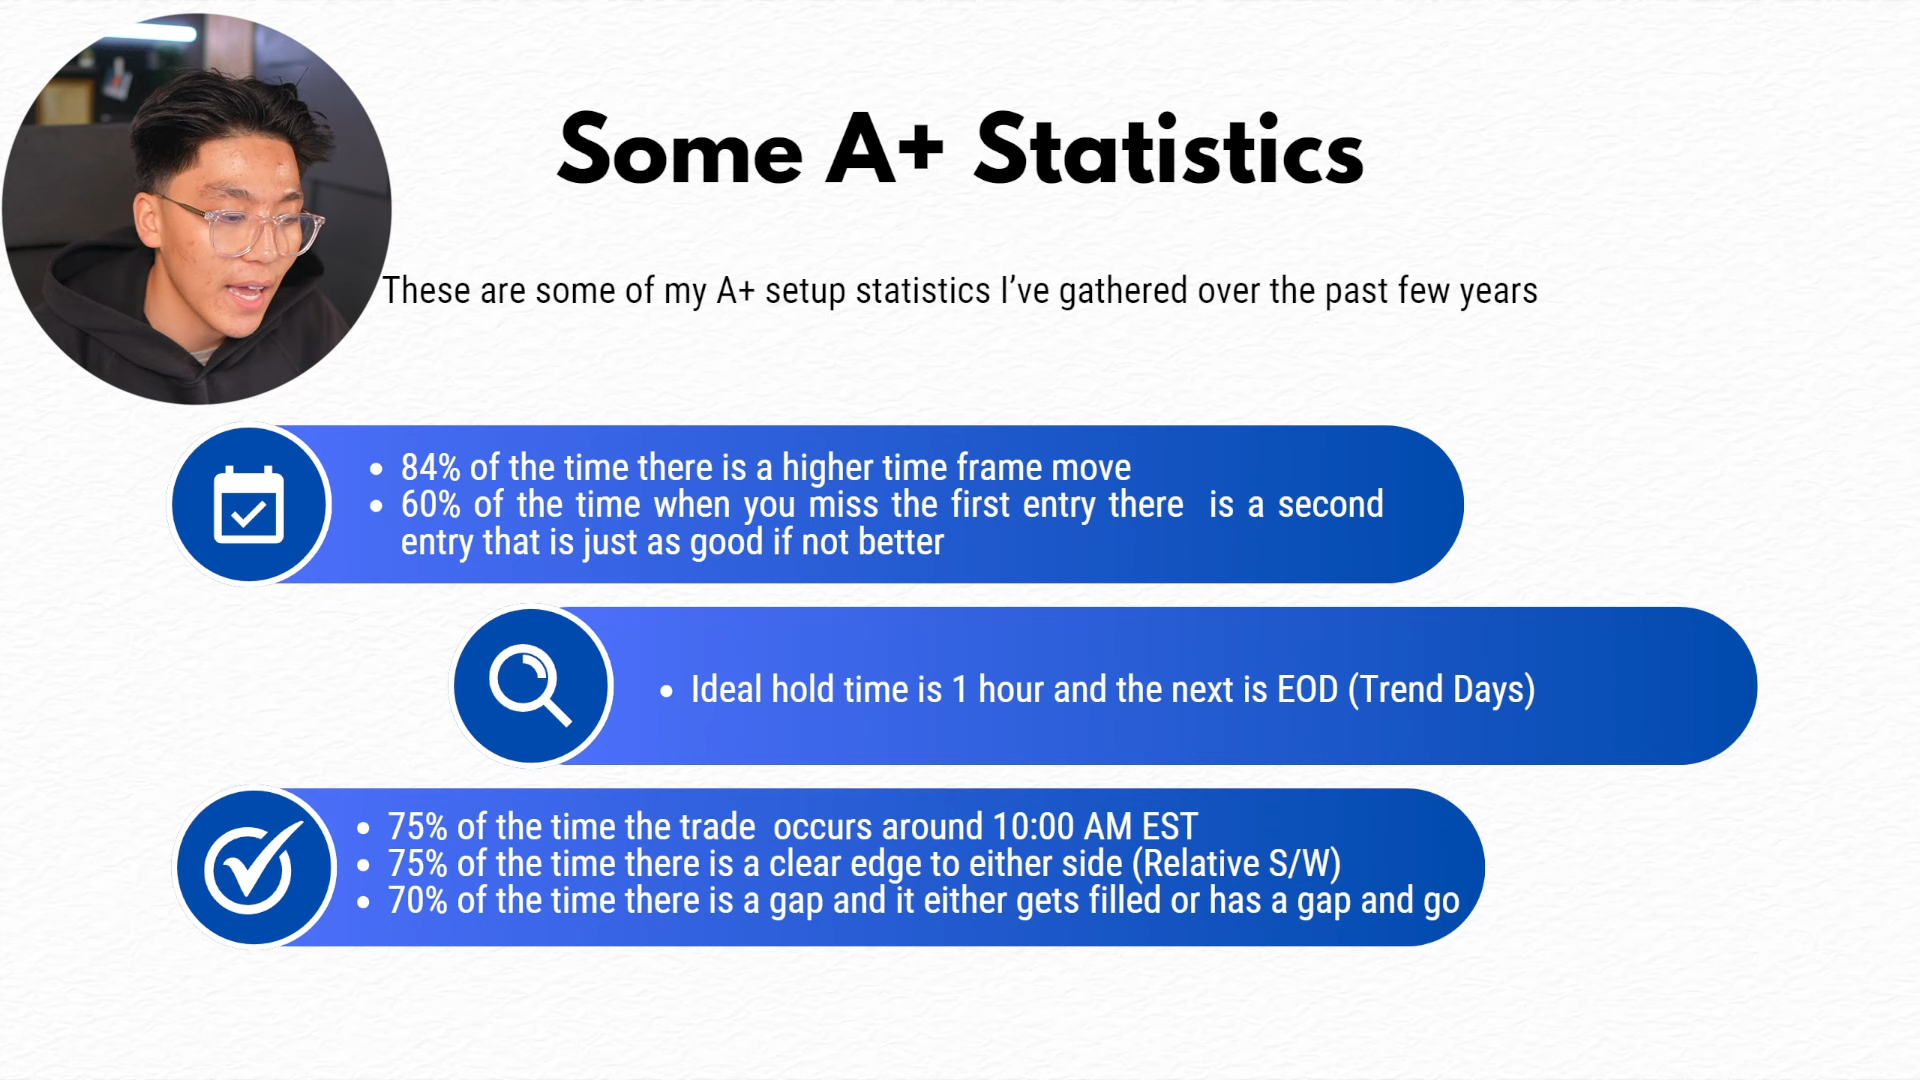 Some A+ Statistics
These are some of my A+ setup statistics I’ve gathered over the past few years
• 84% of the time there is a higher time frame move
• 60% of the time when you miss the first entry there is a second
entry that is just as good if not better
• Ideal hold time is 1 hour and the next is EOD (Trend Days)
• 75% of the time the trade occurs around 10:00 AM EST
• 75% of the time there is a clear edge to either side (Relative S/W)
• 70% of the time there is a gap and it either gets filled or has a gap and go